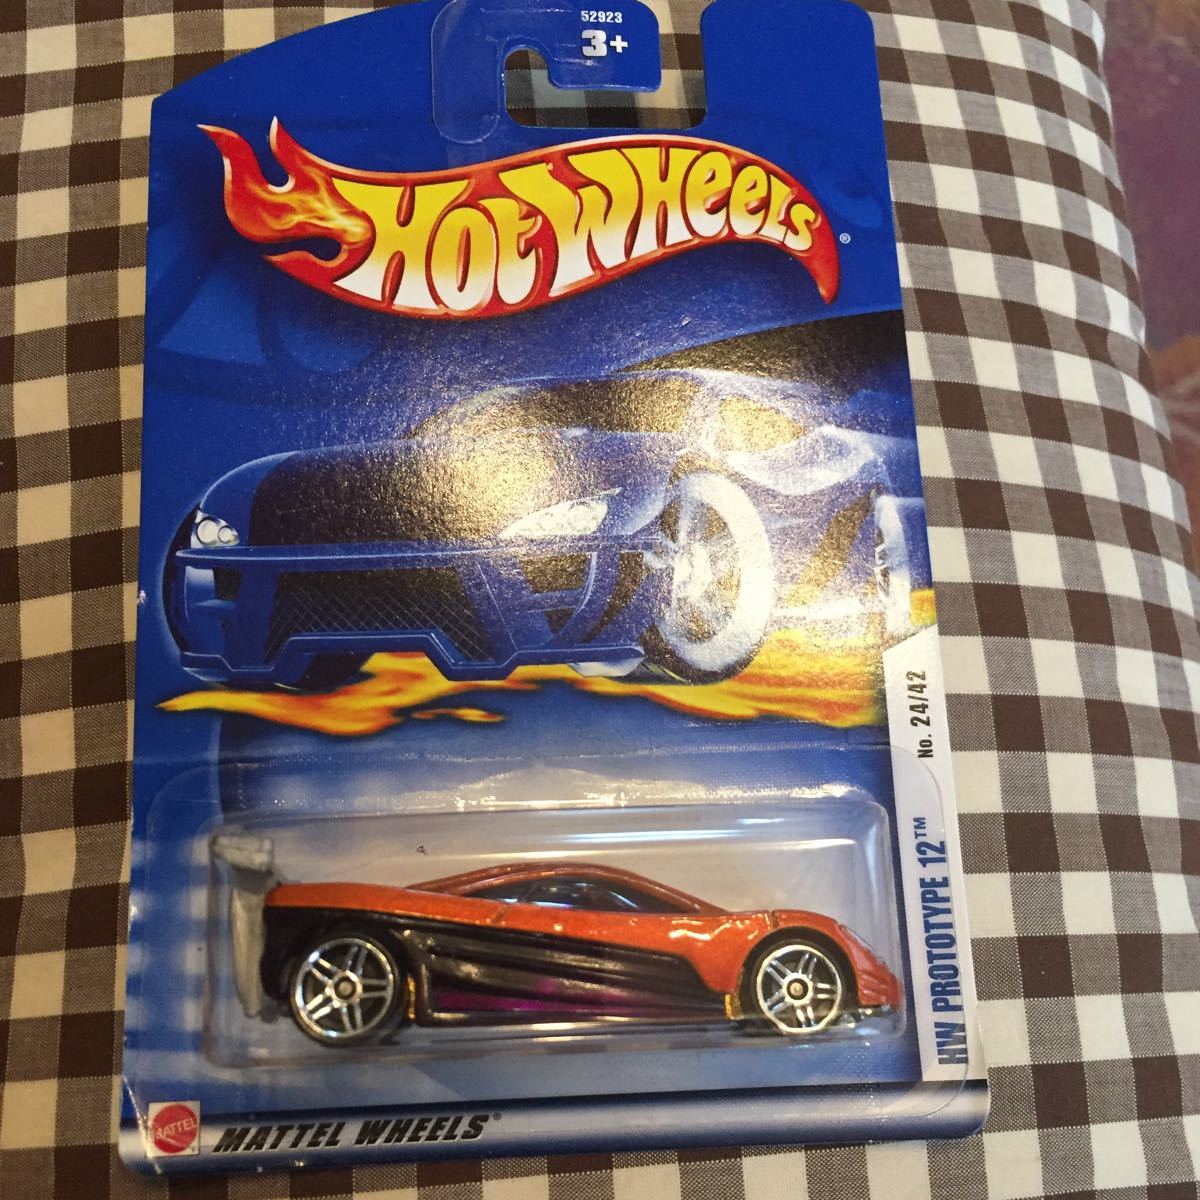 52923
3+
HOT WHEELS®
No. 24/42
HW PROTOTYPE 12™
MATTEL
MATTEL WHEELS®